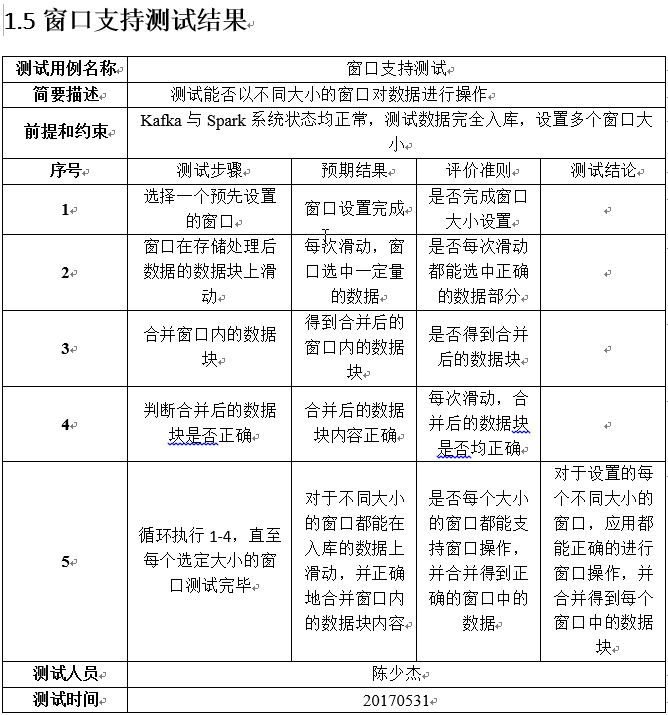 1.5 窗口支持测试结果
测试用例名称 窗口支持测试
简要描述 测试能否以不同大小的窗口对数据进行操作
前提和约束 Kafka 与 Spark 系统状态均正常，测试数据完全入库，设置多个窗口大
小
序号 测试步骤 预期结果 评价准则 测试结论
1
选择一个预先设置
的窗口
窗口设置完成
是否完成窗口
大小设置
2
窗口在存储处理后
数据的数据块上滑
动
每次滑动，窗
口选中一定量
的数据
是否每次滑动
都能选中正确
的数据部分
3
合并窗口内的数据
块
得到合并后的
窗口内的数据
块
是否得到合并
后的数据块
4
判断合并后的数据
块是否正确
合并后的数据
块内容正确
每次滑动，合
并后的数据块
是否均正确
5
循环执行 1-4，直至
每个选定大小的窗
口测试完毕
对于不同大小
的窗口都能在
入库的数据上
滑动，并正确
地合并窗口内
的数据块内容
是否每个大小
的窗口都能支
持窗口操作，
并合并得到正
确的窗口中的
数据
对于设置的每
个不同大小的
窗口，应用都
能正确的进行
窗口操作，并
合并得到每个
窗口中的数据
块
测试人员 陈少杰
测试时间 20170531